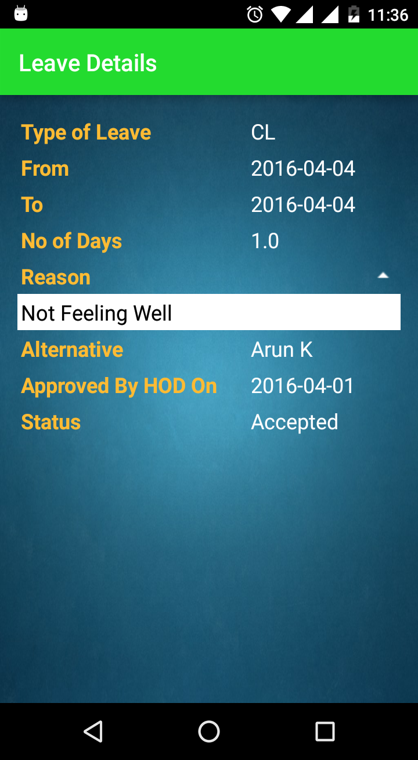 11:36
Leave Details
Type of Leave CL
From 2016-04-04
To 2016-04-04
No of Days 1.0
Reason
Not Feeling Well
Alternative Arun K
Approved By HOD On 2016-04-01
Status Accepted